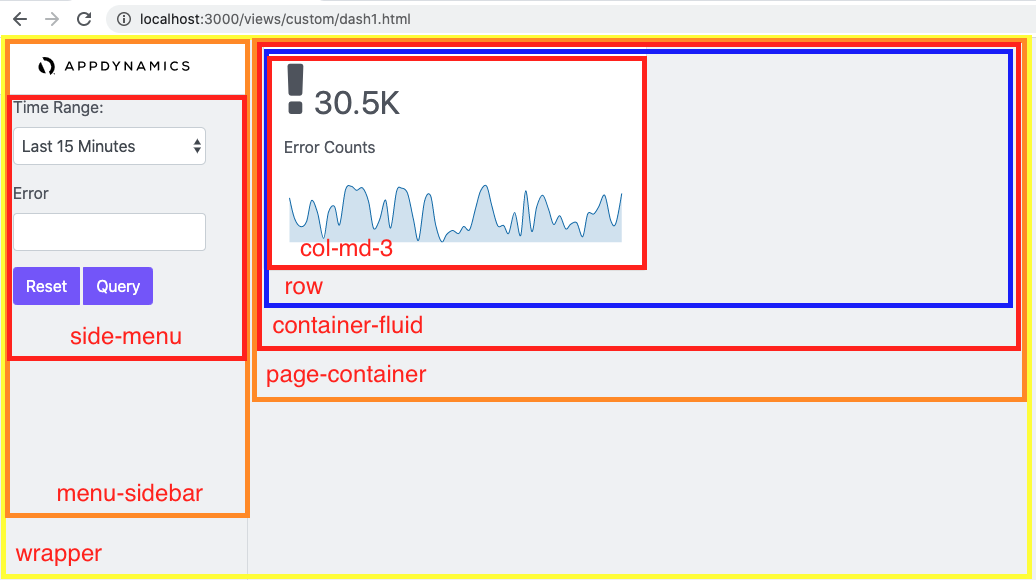 localhost:3000/views/custom/dash1.html
APPDYNAMICS
Time Range:
Last 15 Minutes
Error
Reset Query
side-menu
menu-sidebar
wrapper
! 30.5K
Error Counts
col-md-3
row
container-fluid
page-container